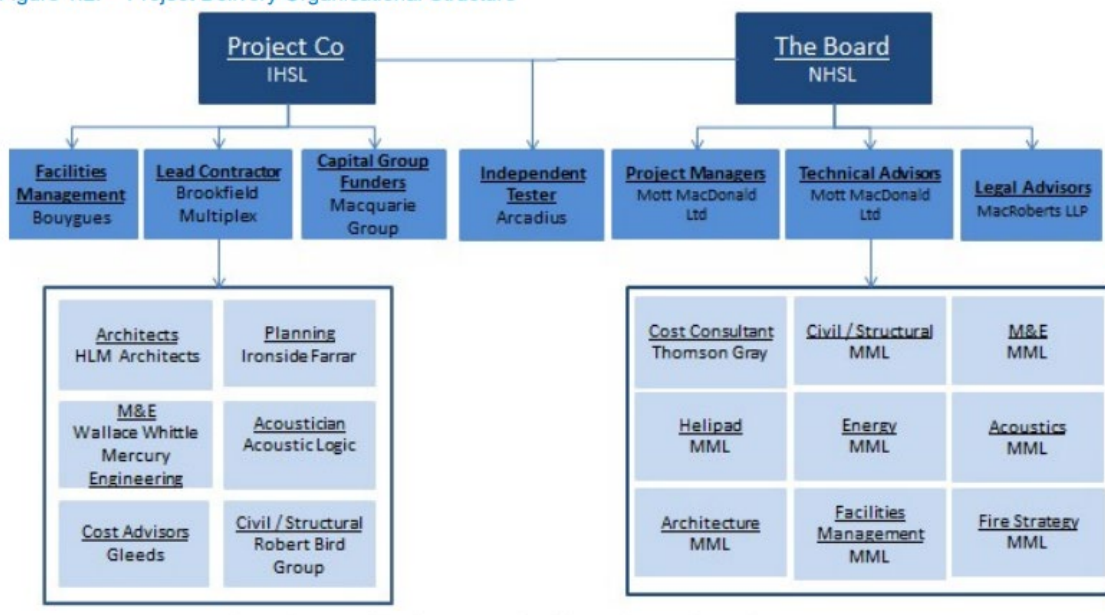 Project Co
IHSL
The Board
NHSL
Facilities
Management
Bouygues
Lead Contractor
Brookfield
Multiplex
Capital Group
Funders
Macquarie
Group
Independent
Tester
Arcadius
Project Managers
Mott MacDonald
Ltd
Technical Advisors
Mott MacDonald
Ltd
Legal Advisors
MacRoberts LLP
Architects
HLM Architects
Planning
Ironside Farrar
M&E
Wallace Whittle
Mercury
Engineering
Acoustician
Acoustic Logic
Cost Advisors
Gleeds
Civil / Structural
Robert Bird
Group
Cost Consultant
Thomson Gray
Civil / Structural
MML
M&E
MML
Helipad
MML
Energy
MML
Acoustics
MML
Architecture
MML
Facilities
Management
MML
Fire Strategy
MML